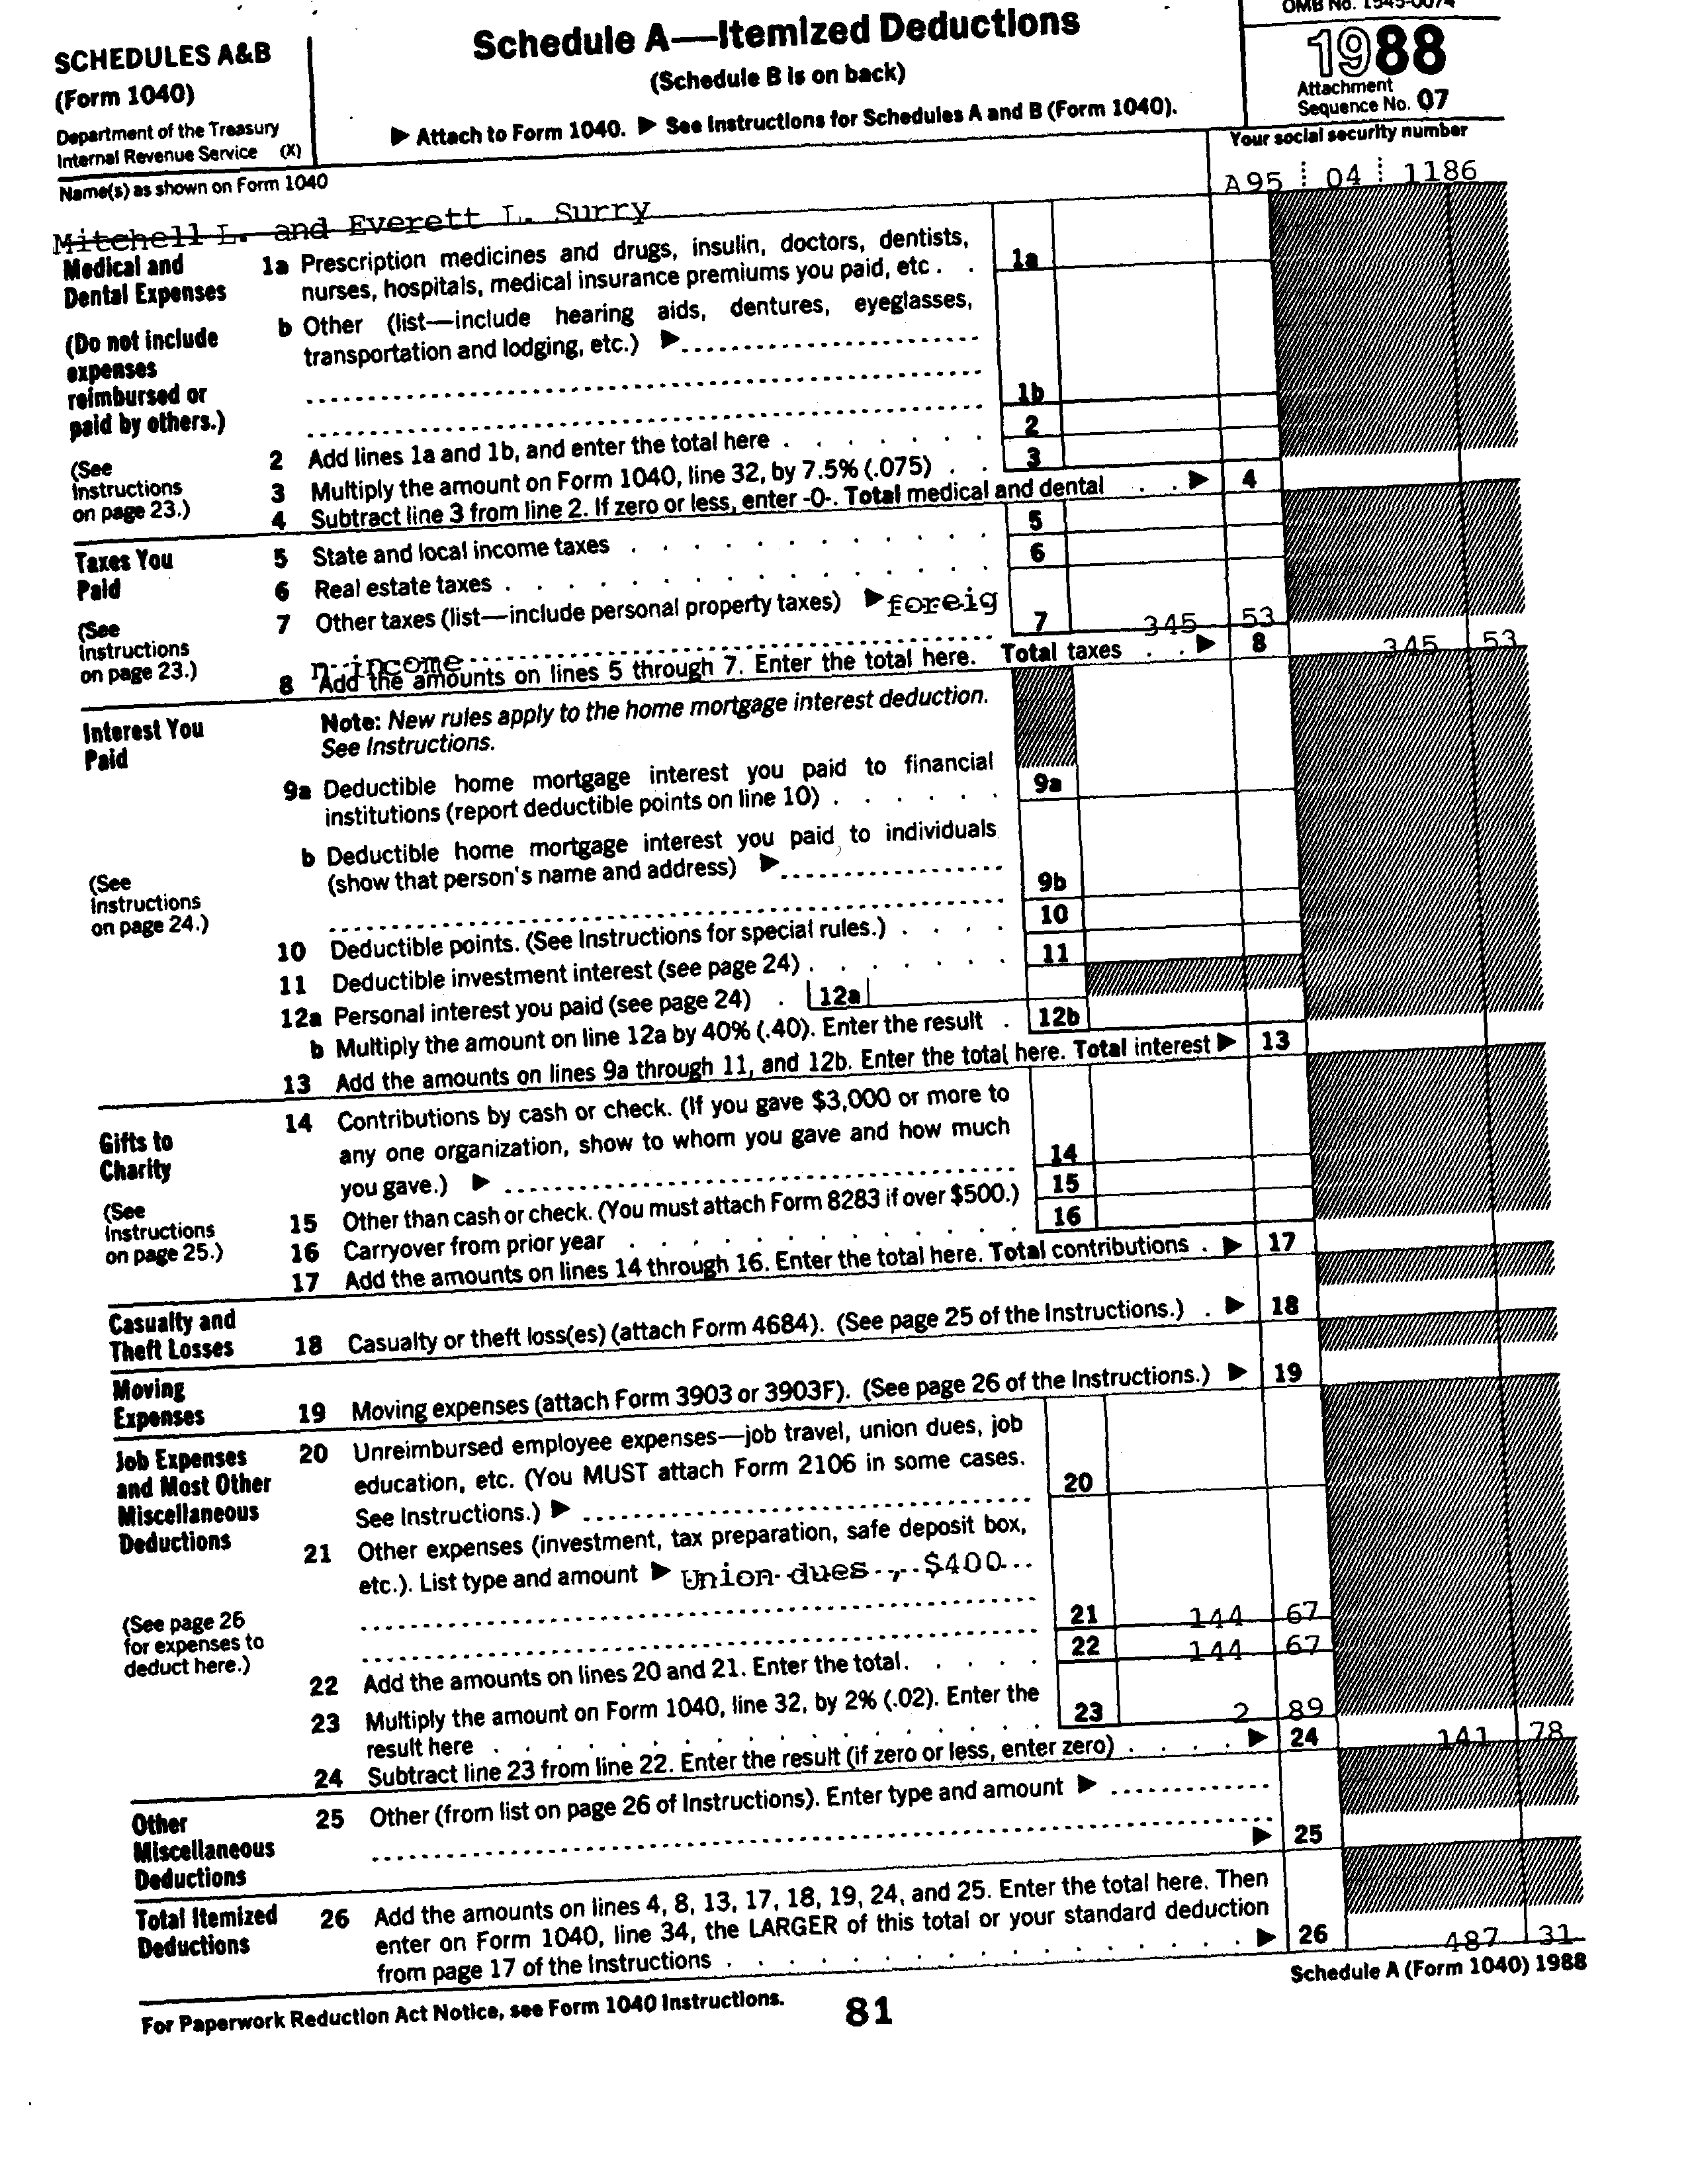 SCHEDULES A&B
(Form 1040)
Department of the Treasury
Internal Revenue Service (X)
Schedule A—Itemized Deductions
(Schedule B is on back)
▶ Attach to Form 1040. ▶ See Instructions for Schedules A and B (Form 1040).
OMB No. 1545-0074
1988
Attachment
Sequence No. 07
Name(s) as shown on Form 1040
Your social security number
Mitchell L. and Everett L. Surry
A95 04 1186
Medical and
Dental Expenses
(Do not include
expenses
reimbursed or
paid by others.)
(See
Instructions
on page 23.)
1a Prescription medicines and drugs, insulin, doctors, dentists,
nurses, hospitals, medical insurance premiums you paid, etc . . 1a
b Other (list—include hearing aids, dentures, eyeglasses,
transportation and lodging, etc.) ▶
1b
2 Add lines 1a and 1b, and enter the total here . . . . . . . 2
3 Multiply the amount on Form 1040, line 32, by 7.5% (.075) . . 3
4 Subtract line 3 from line 2. If zero or less, enter -0-. Total medical and dental . . ▶ 4
Taxes You
Paid
(See
Instructions
on page 23.)
5 State and local income taxes . . . . . . . . . . . 5
6 Real estate taxes . . . . . . . . . . . . . . 6
7 Other taxes (list—include personal property taxes) ▶ foreig
n income 7 345 53
8 Add the amounts on lines 5 through 7. Enter the total here. Total taxes . . ▶ 8 345 53
Interest You
Paid
(See
Instructions
on page 24.)
Note: New rules apply to the home mortgage interest deduction.
See Instructions.
9a Deductible home mortgage interest you paid to financial
institutions (report deductible points on line 10) . . . . . . 9a
b Deductible home mortgage interest you paid to individuals
(show that person's name and address) ▶
9b
10 Deductible points. (See Instructions for special rules.) . . . . 10
11 Deductible investment interest (see page 24) . . . . . . . 11
12a Personal interest you paid (see page 24) . 12a
b Multiply the amount on line 12a by 40% (.40). Enter the result . 12b
13 Add the amounts on lines 9a through 11, and 12b. Enter the total here. Total interest ▶ 13
Gifts to
Charity
(See
Instructions
on page 25.)
14 Contributions by cash or check. (If you gave $3,000 or more to
any one organization, show to whom you gave and how much
you gave.) ▶ 14
15 Other than cash or check. (You must attach Form 8283 if over $500.) 15
16 Carryover from prior year . . . . . . . . . . . 16
17 Add the amounts on lines 14 through 16. Enter the total here. Total contributions . ▶ 17
Casualty and
Theft Losses
18 Casualty or theft loss(es) (attach Form 4684). (See page 25 of the Instructions.) . ▶ 18
Moving
Expenses
19 Moving expenses (attach Form 3903 or 3903F). (See page 26 of the Instructions.) ▶ 19
Job Expenses
and Most Other
Miscellaneous
Deductions
(See page 26
for expenses to
deduct here.)
20 Unreimbursed employee expenses—job travel, union dues, job
education, etc. (You MUST attach Form 2106 in some cases.
See Instructions.) ▶ 20
21 Other expenses (investment, tax preparation, safe deposit box,
etc.). List type and amount ▶ Union dues, $400
21 144 67
22 Add the amounts on lines 20 and 21. Enter the total. . . . . 22 144 67
23 Multiply the amount on Form 1040, line 32, by 2% (.02). Enter the
result here . . . . . . . . . . . . . . 23 2 89
24 Subtract line 23 from line 22. Enter the result (if zero or less, enter zero) . . . . ▶ 24 141 78
Other
Miscellaneous
Deductions
25 Other (from list on page 26 of Instructions). Enter type and amount ▶
▶ 25
Total Itemized
Deductions
26 Add the amounts on lines 4, 8, 13, 17, 18, 19, 24, and 25. Enter the total here. Then
enter on Form 1040, line 34, the LARGER of this total or your standard deduction
from page 17 of the Instructions . . . . . . . . . . . . . . ▶ 26 487 31
For Paperwork Reduction Act Notice, see Form 1040 Instructions.
81
Schedule A (Form 1040) 1988